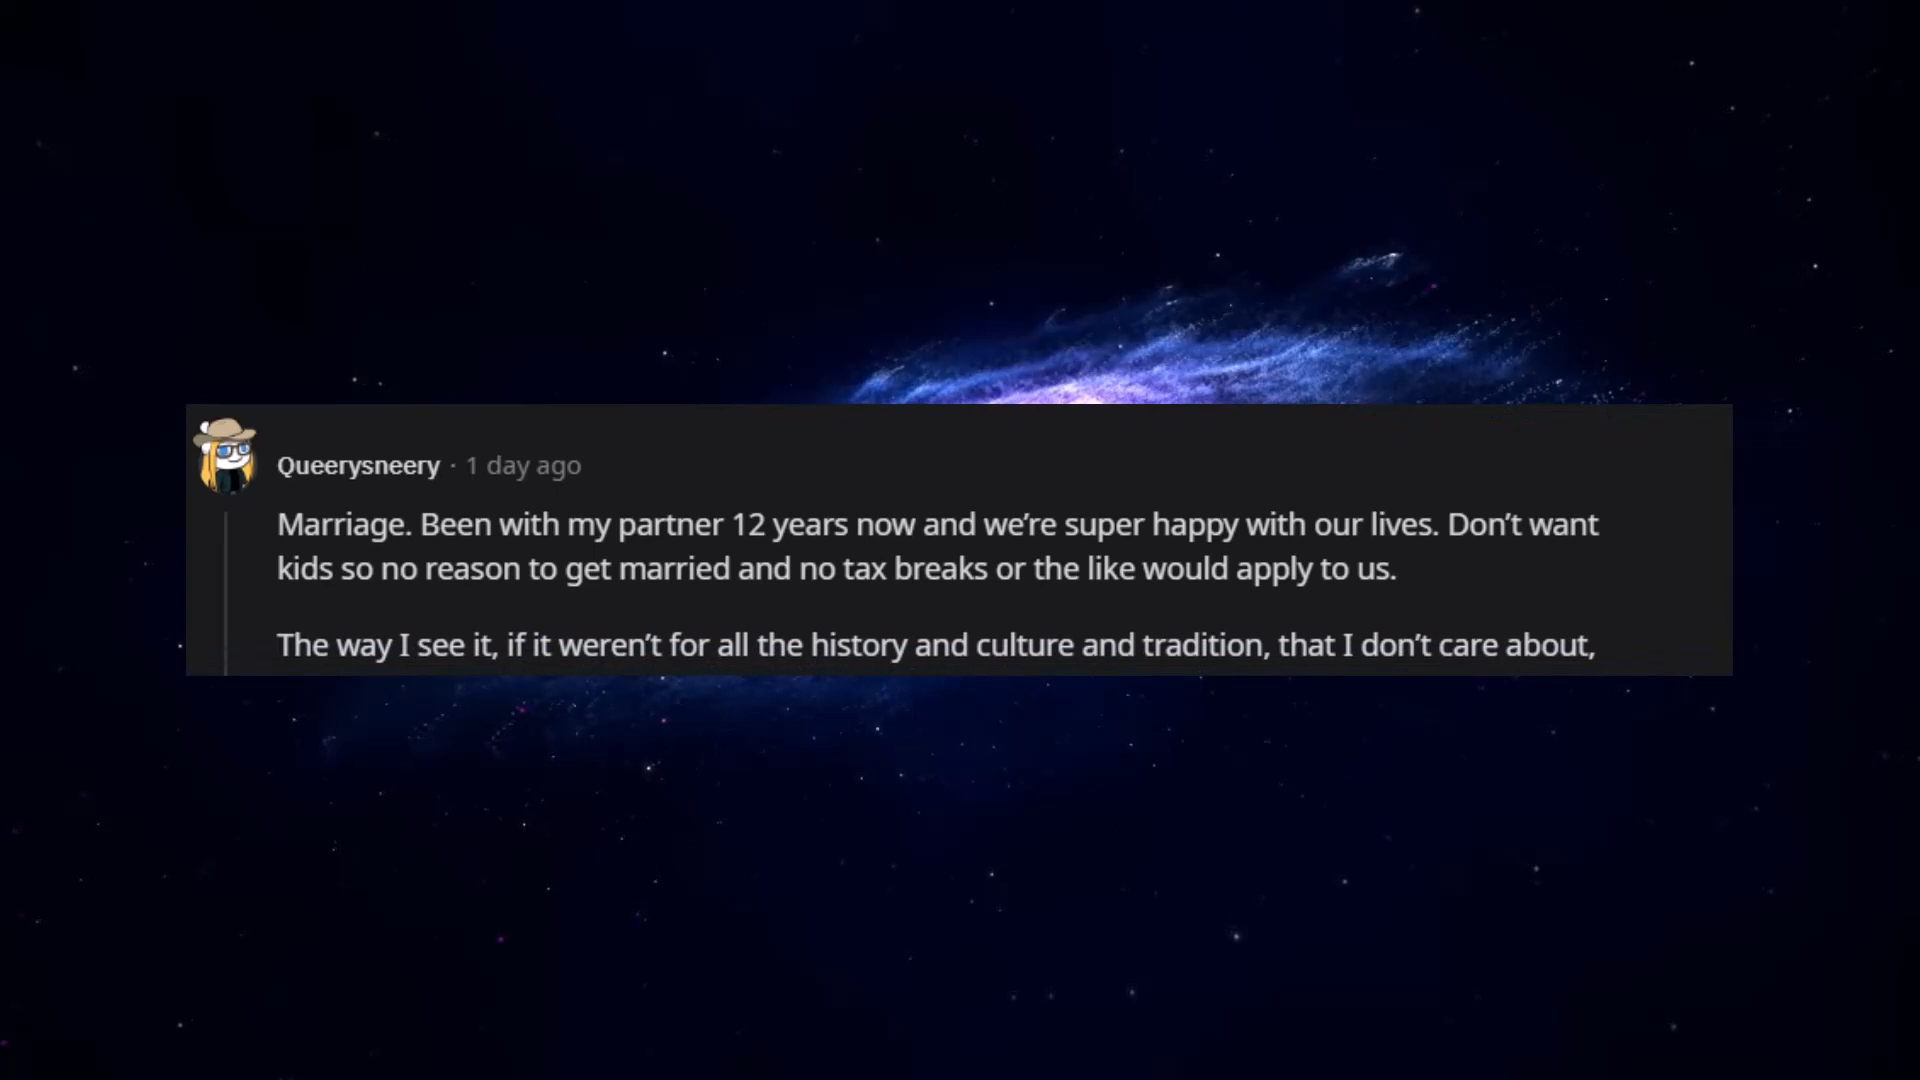 Queerysneery · 1 day ago
Marriage. Been with my partner 12 years now and we’re super happy with our lives. Don’t want
kids so no reason to get married and no tax breaks or the like would apply to us.
The way I see it, if it weren’t for all the history and culture and tradition, that I don’t care about,